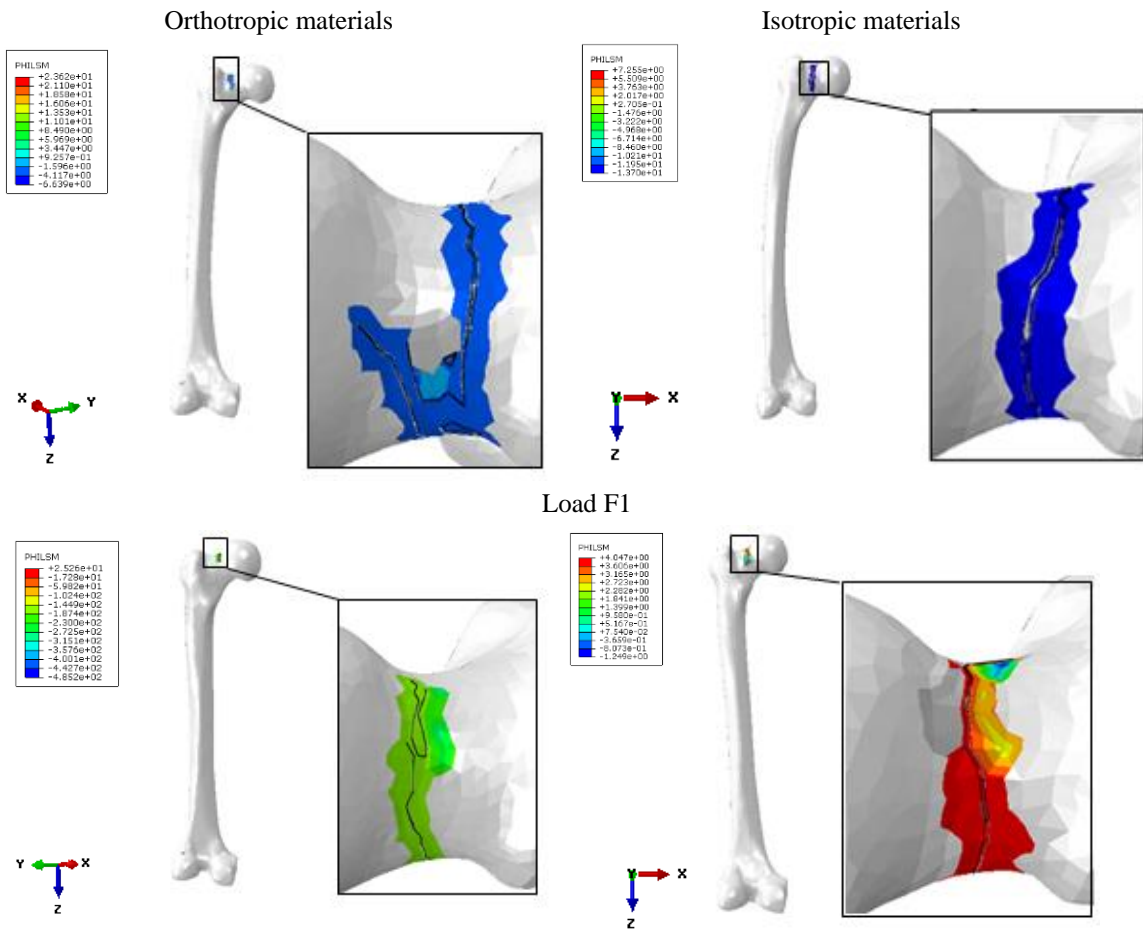 Orthotropic materials
Isotropic materials
PHILSM
+2.362e+01
+2.110e+01
+1.858e+01
+1.606e+01
+1.353e+01
+1.101e+01
+8.490e+00
+5.969e+00
+3.447e+00
+9.257e-01
-1.596e+00
-4.117e+00
-6.639e+00
X
Y
Z
PHILSM
+7.255e+00
+5.509e+00
+3.763e+00
+2.017e+00
+2.705e-01
-1.476e+00
-3.222e+00
-4.968e+00
-6.714e+00
-8.460e+00
-1.021e+01
-1.195e+01
-1.370e+01
Y
X
Z
Load F1
PHILSM
+2.526e+01
-1.728e+01
-5.982e+01
-1.024e+02
-1.449e+02
-1.874e+02
-2.300e+02
-2.725e+02
-3.151e+02
-3.576e+02
-4.001e+02
-4.427e+02
-4.852e+02
Y
X
Z
PHILSM
+4.047e+00
+3.606e+00
+3.165e+00
+2.723e+00
+2.282e+00
+1.841e+00
+1.399e+00
+9.580e-01
+5.167e-01
+7.540e-02
-3.659e-01
-8.073e-01
-1.249e+00
Y
X
Z